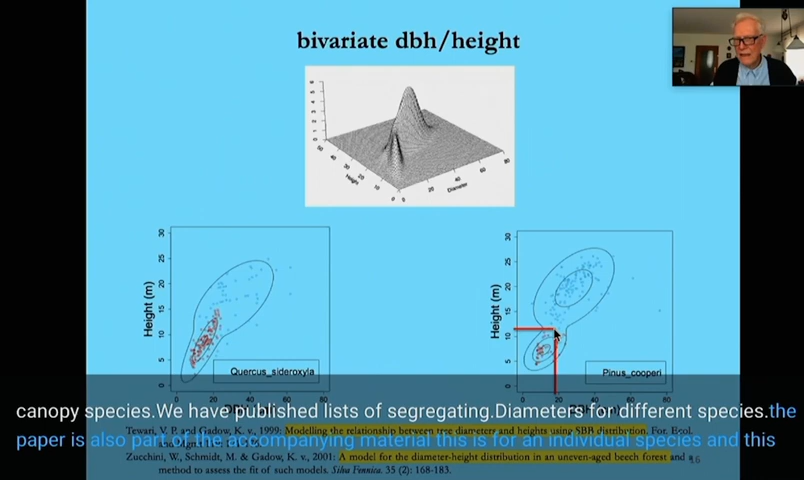 bivariate dbh/height
Height
Diameter
Height (m)
Quercus_sideroxyla
Height (m)
Pinus_cooperi
canopy species.We have published lists of segregating.Diameters for different species.the
paper is also part of the accompanying material this is for an individual species and this
Tewari, V. P. and Gadow, K. v., 1999: Modelling the relationship between tree diameters and heights using SBB distribution. For. Ecol.
Zucchini, W., Schmidt, M. & Gadow, K. v., 2001: A model for the diameter-height distribution in an uneven-aged beech forest and a
method to assess the fit of such models. Silva Fennica. 35 (2): 168-183.